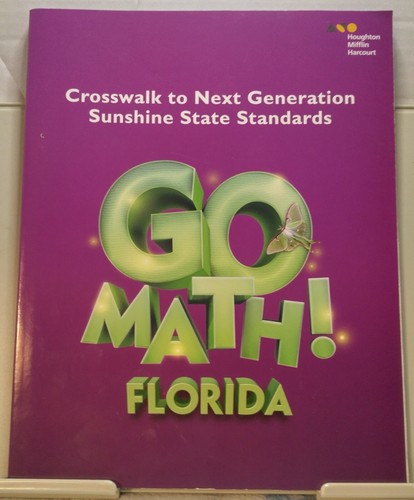 Houghton
Mifflin
Harcourt
Crosswalk to Next Generation
Sunshine State Standards
GO
MATH!
FLORIDA